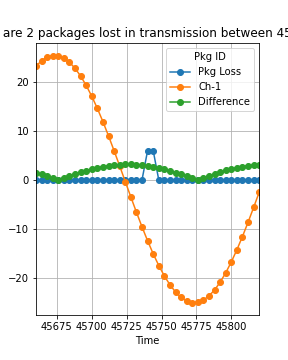 are 2 packages lost in transmission between
Pkg ID
Pkg Loss
Ch-1
Difference
20
10
0
−10
−20
45675 45700 45725 45750 45775 45800
Time